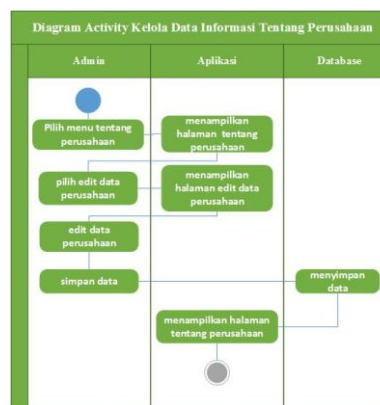 Diagram Activity Kelola Data Informasi Tentang Perusahaan
Admin
Aplikasi
Database
Pilih menu tentang
perusahaan
menampilkan
halaman tentang
perusahaan
pilih edit data
perusahaan
menampilkan
halaman edit data
perusahaan
edit data
perusahaan
simpan data
menyimpan
data
menampilkan halaman
tentang perusahaan